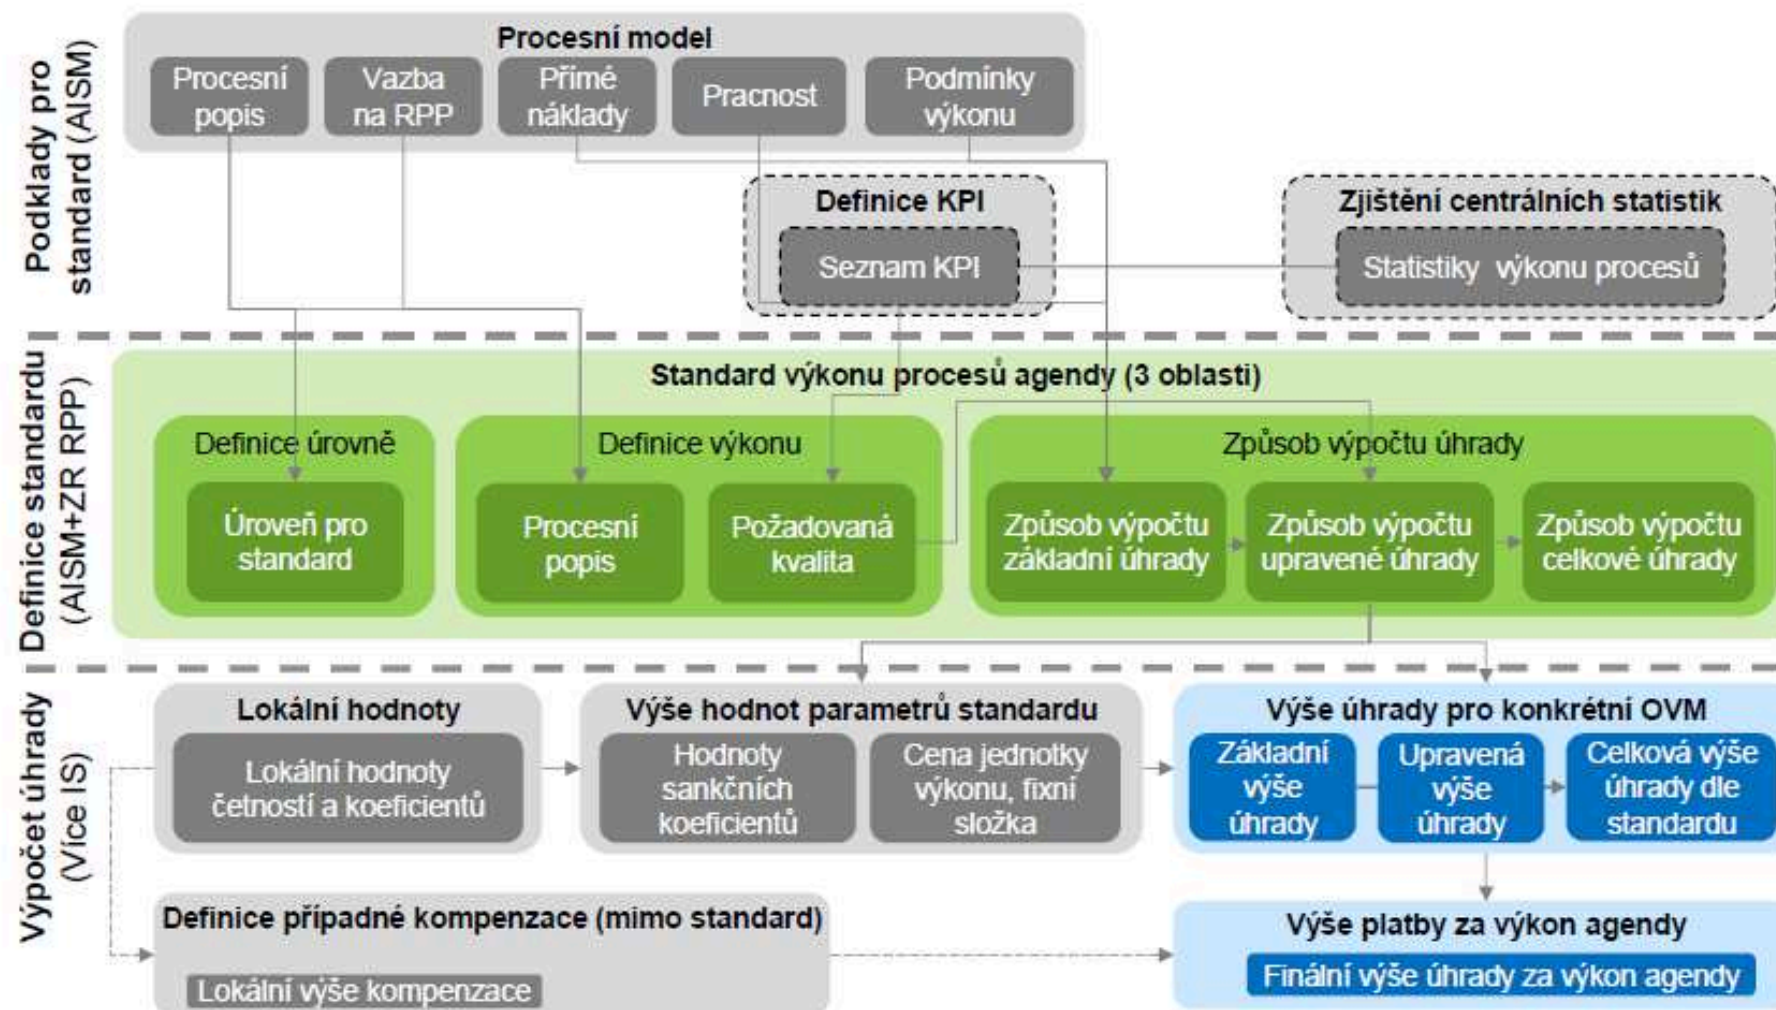 Podklady pro
standard (AISM)
Procesní model
Procesní
popis
Vazba
na RPP
Přímé
náklady
Pracnost
Podmínky
výkonu
Definice KPI
Seznam KPI
Zjištění centrálních statistik
Statistiky výkonu procesů
Definice standardu
(AISM+ZR RPP)
Standard výkonu procesů agendy (3 oblasti)
Definice úrovně
Úroveň pro
standard
Definice výkonu
Procesní
popis
Požadovaná
kvalita
Způsob výpočtu úhrady
Způsob výpočtu
základní úhrady
Způsob výpočtu
upravené úhrady
Způsob výpočtu
celkové úhrady
Výpočet úhrady
(Více IS)
Lokální hodnoty
Lokální hodnoty
četností a koeficientů
Výše hodnot parametrů standardu
Hodnoty
sankčních
koeficientů
Cena jednotky
výkonu, fixní
složka
Výše úhrady pro konkrétní OVM
Základní
výše
úhrady
Upravená
výše
úhrady
Celková výše
úhrady dle
standardu
Definice případné kompenzace (mimo standard)
Lokální výše kompenzace
Výše platby za výkon agendy
Finální výše úhrady za výkon agendy